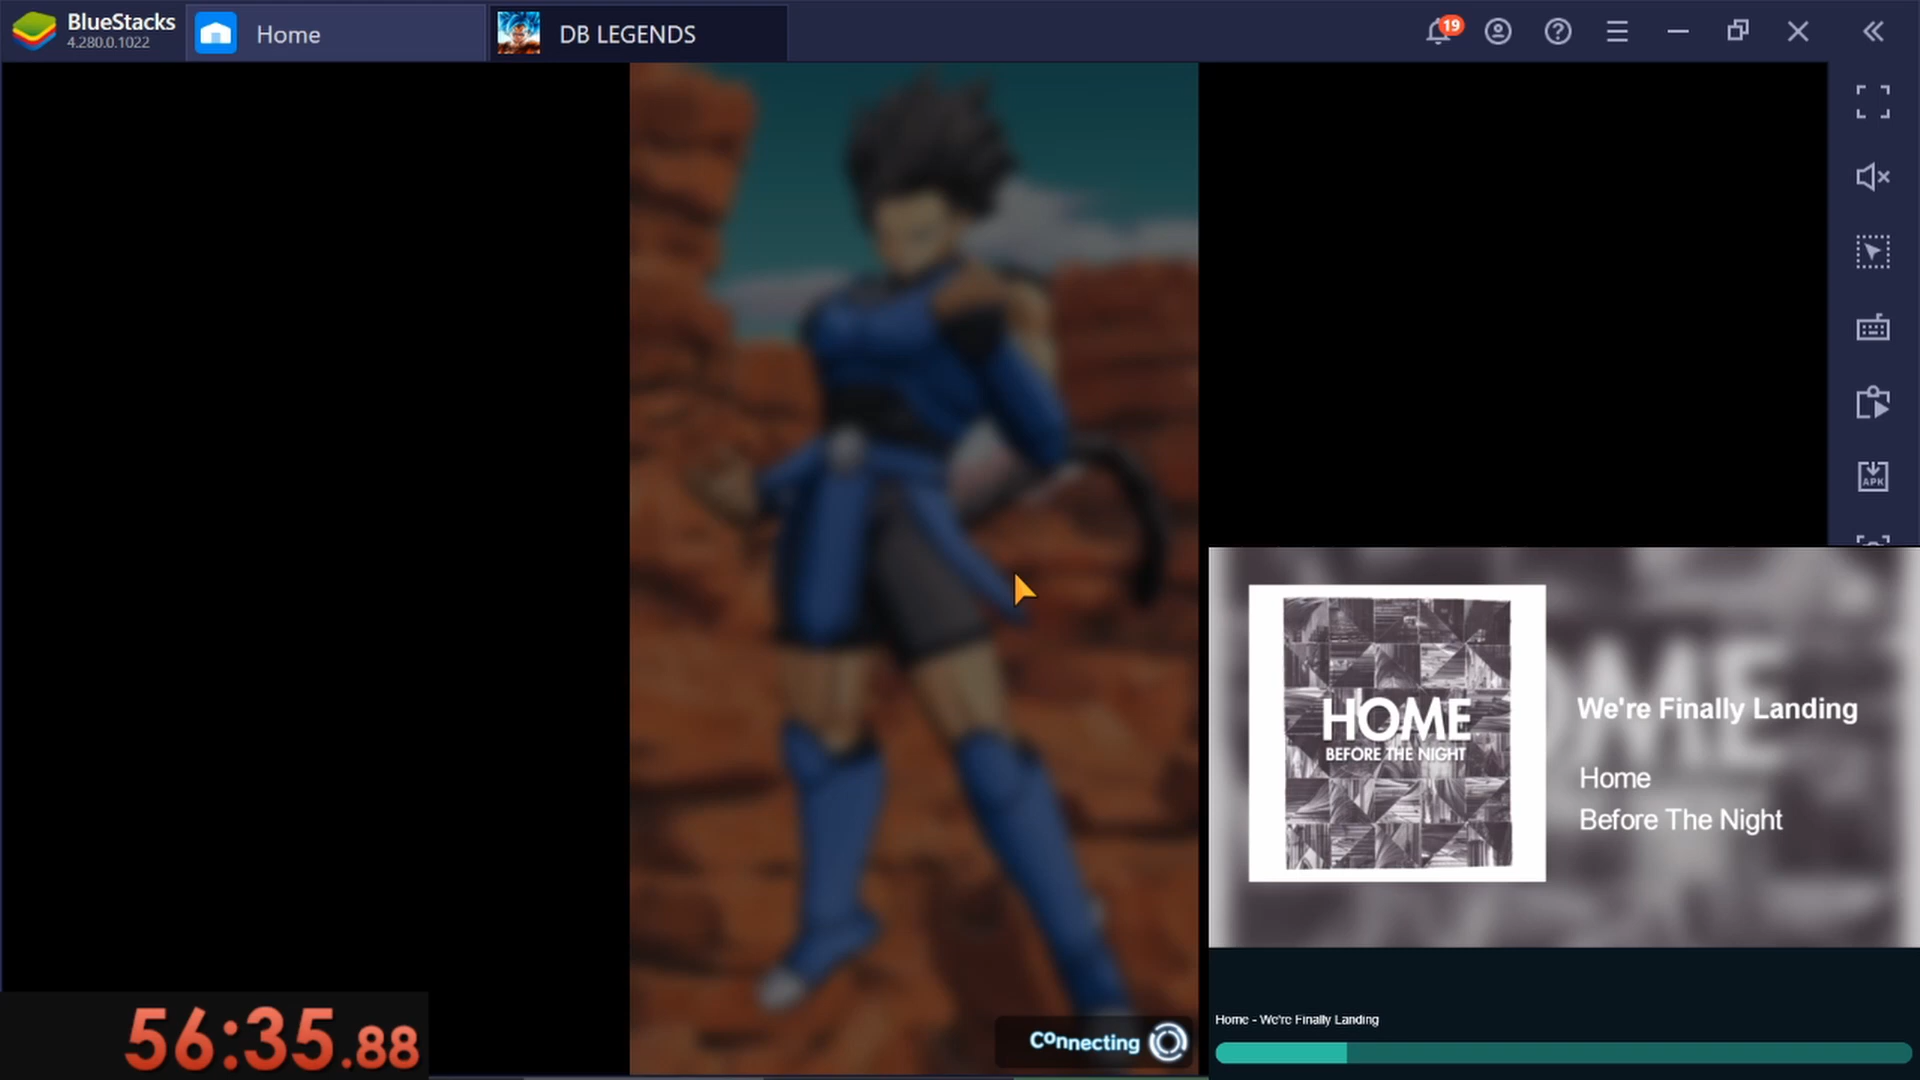 BlueStacks
4.280.0.1022
Home
DB LEGENDS
19
APK
HOME
BEFORE THE NIGHT
We're Finally Landing
Home
Before The Night
Connecting
56:35.88
Home - We're Finally Landing